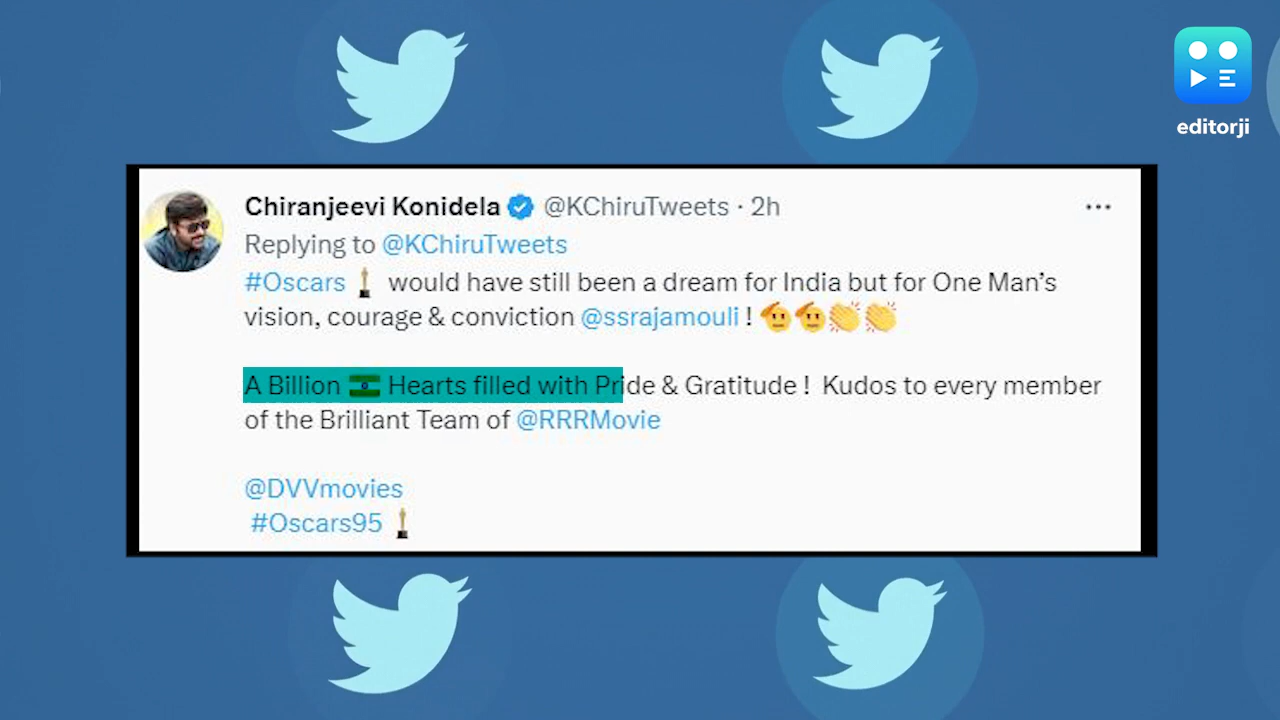 editorji
Chiranjeevi Konidela @KChiruTweets · 2h
Replying to @KChiruTweets
#Oscars would have still been a dream for India but for One Man’s
vision, courage & conviction @ssrajamouli ! 🫡🫡👏👏
A Billion 🇮🇳 Hearts filled with Pride & Gratitude ! Kudos to every member
of the Brilliant Team of @RRRMovie
@DVVmovies
#Oscars95